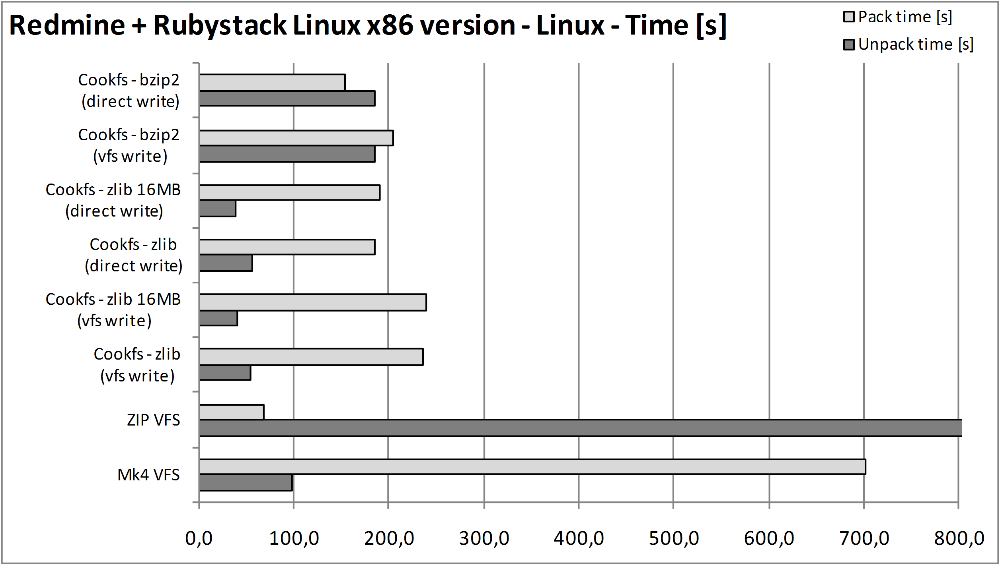 Redmine + Rubystack Linux x86 version - Linux - Time [s]
Pack time [s]
Unpack time [s]
Cookfs - bzip2
(direct write)
Cookfs - bzip2
(vfs write)
Cookfs - zlib 16MB
(direct write)
Cookfs - zlib
(direct write)
Cookfs - zlib 16MB
(vfs write)
Cookfs - zlib
(vfs write)
ZIP VFS
Mk4 VFS
0,0 100,0 200,0 300,0 400,0 500,0 600,0 700,0 800,0